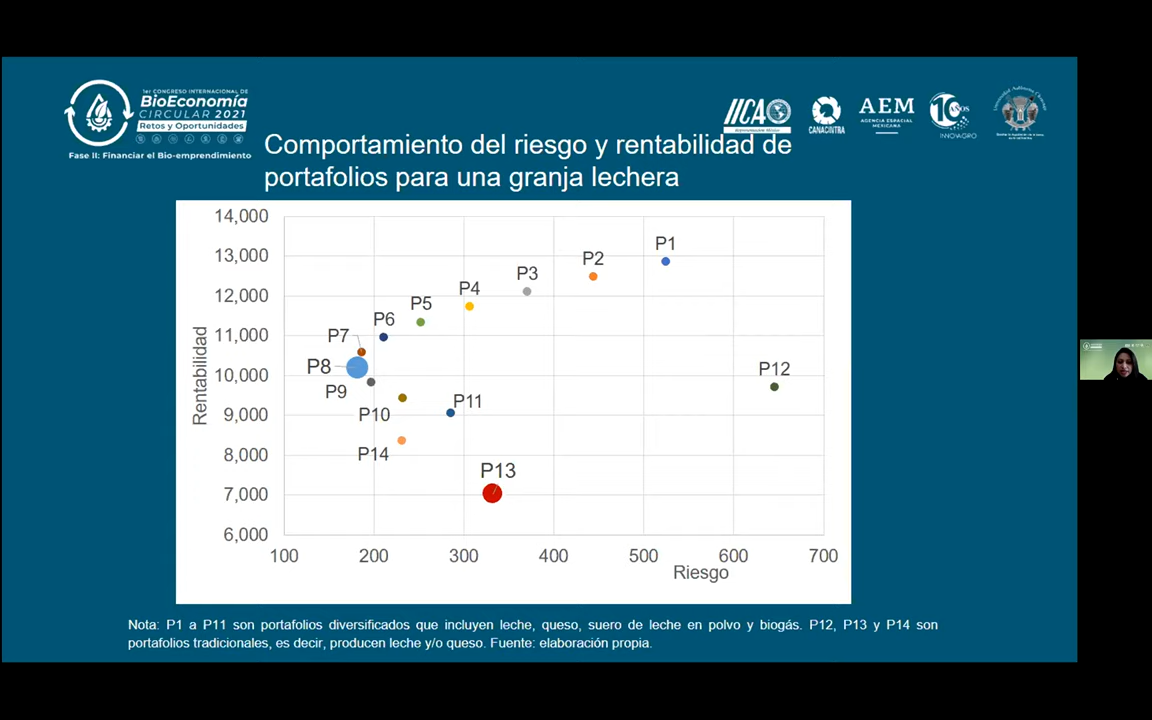 1er CONGRESO INTERNACIONAL DE
BioEconomía
CIRCULAR 2021
Retos y Oportunidades
Fase II: Financiar el Bio-emprendimiento
IICA
CANACINTRA
AEM
AGENCIA ESPACIAL
MEXICANA
10 AÑOS
INNOVAGRO
Comportamiento del riesgo y rentabilidad de
portafolios para una granja lechera
Rentabilidad
14,000
13,000
12,000
11,000
10,000
9,000
8,000
7,000
6,000
P1
P2
P3
P4
P5
P6
P7
P8
P9
P10
P11
P12
P14
P13
100 200 300 400 500 600 700
Riesgo
Nota: P1 a P11 son portafolios diversificados que incluyen leche, queso, suero de leche en polvo y biogás. P12, P13 y P14 son
portafolios tradicionales, es decir, producen leche y/o queso. Fuente: elaboración propia.